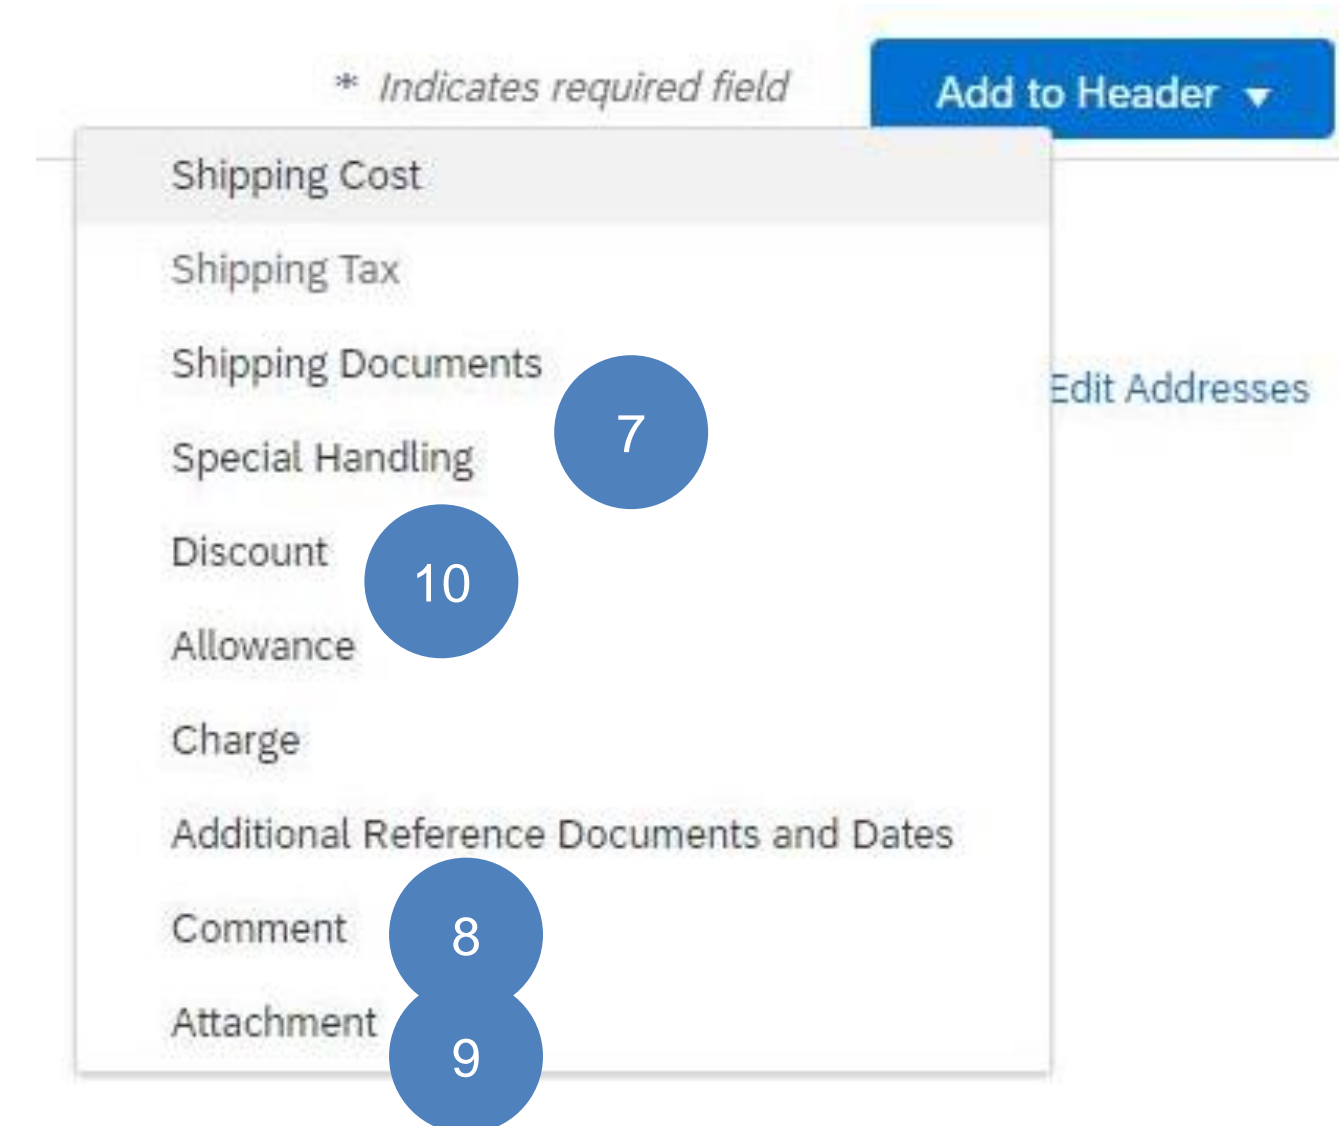 * Indicates required field
Add to Header
Shipping Cost
Shipping Tax
Shipping Documents
Edit Addresses
7
Special Handling
Discount
10
Allowance
Charge
Additional Reference Documents and Dates
Comment
8
Attachment
9